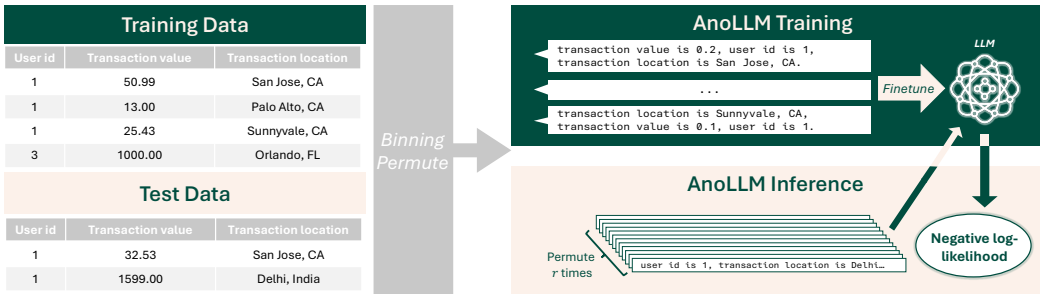 Training Data
User id Transaction value Transaction location
1 50.99 San Jose, CA
1 13.00 Palo Alto, CA
1 25.43 Sunnyvale, CA
3 1000.00 Orlando, FL
Test Data
User id Transaction value Transaction location
1 32.53 San Jose, CA
1 1599.00 Delhi, India
Binning
Permute
AnoLLM Training
transaction value is 0.2, user id is 1,
transaction location is San Jose, CA.
...
transaction location is Sunnyvale, CA,
transaction value is 0.1, user id is 1.
Finetune
LLM
AnoLLM Inference
Permute
r times
user id is 1, transaction location is Delhi…
Negative log-
likelihood